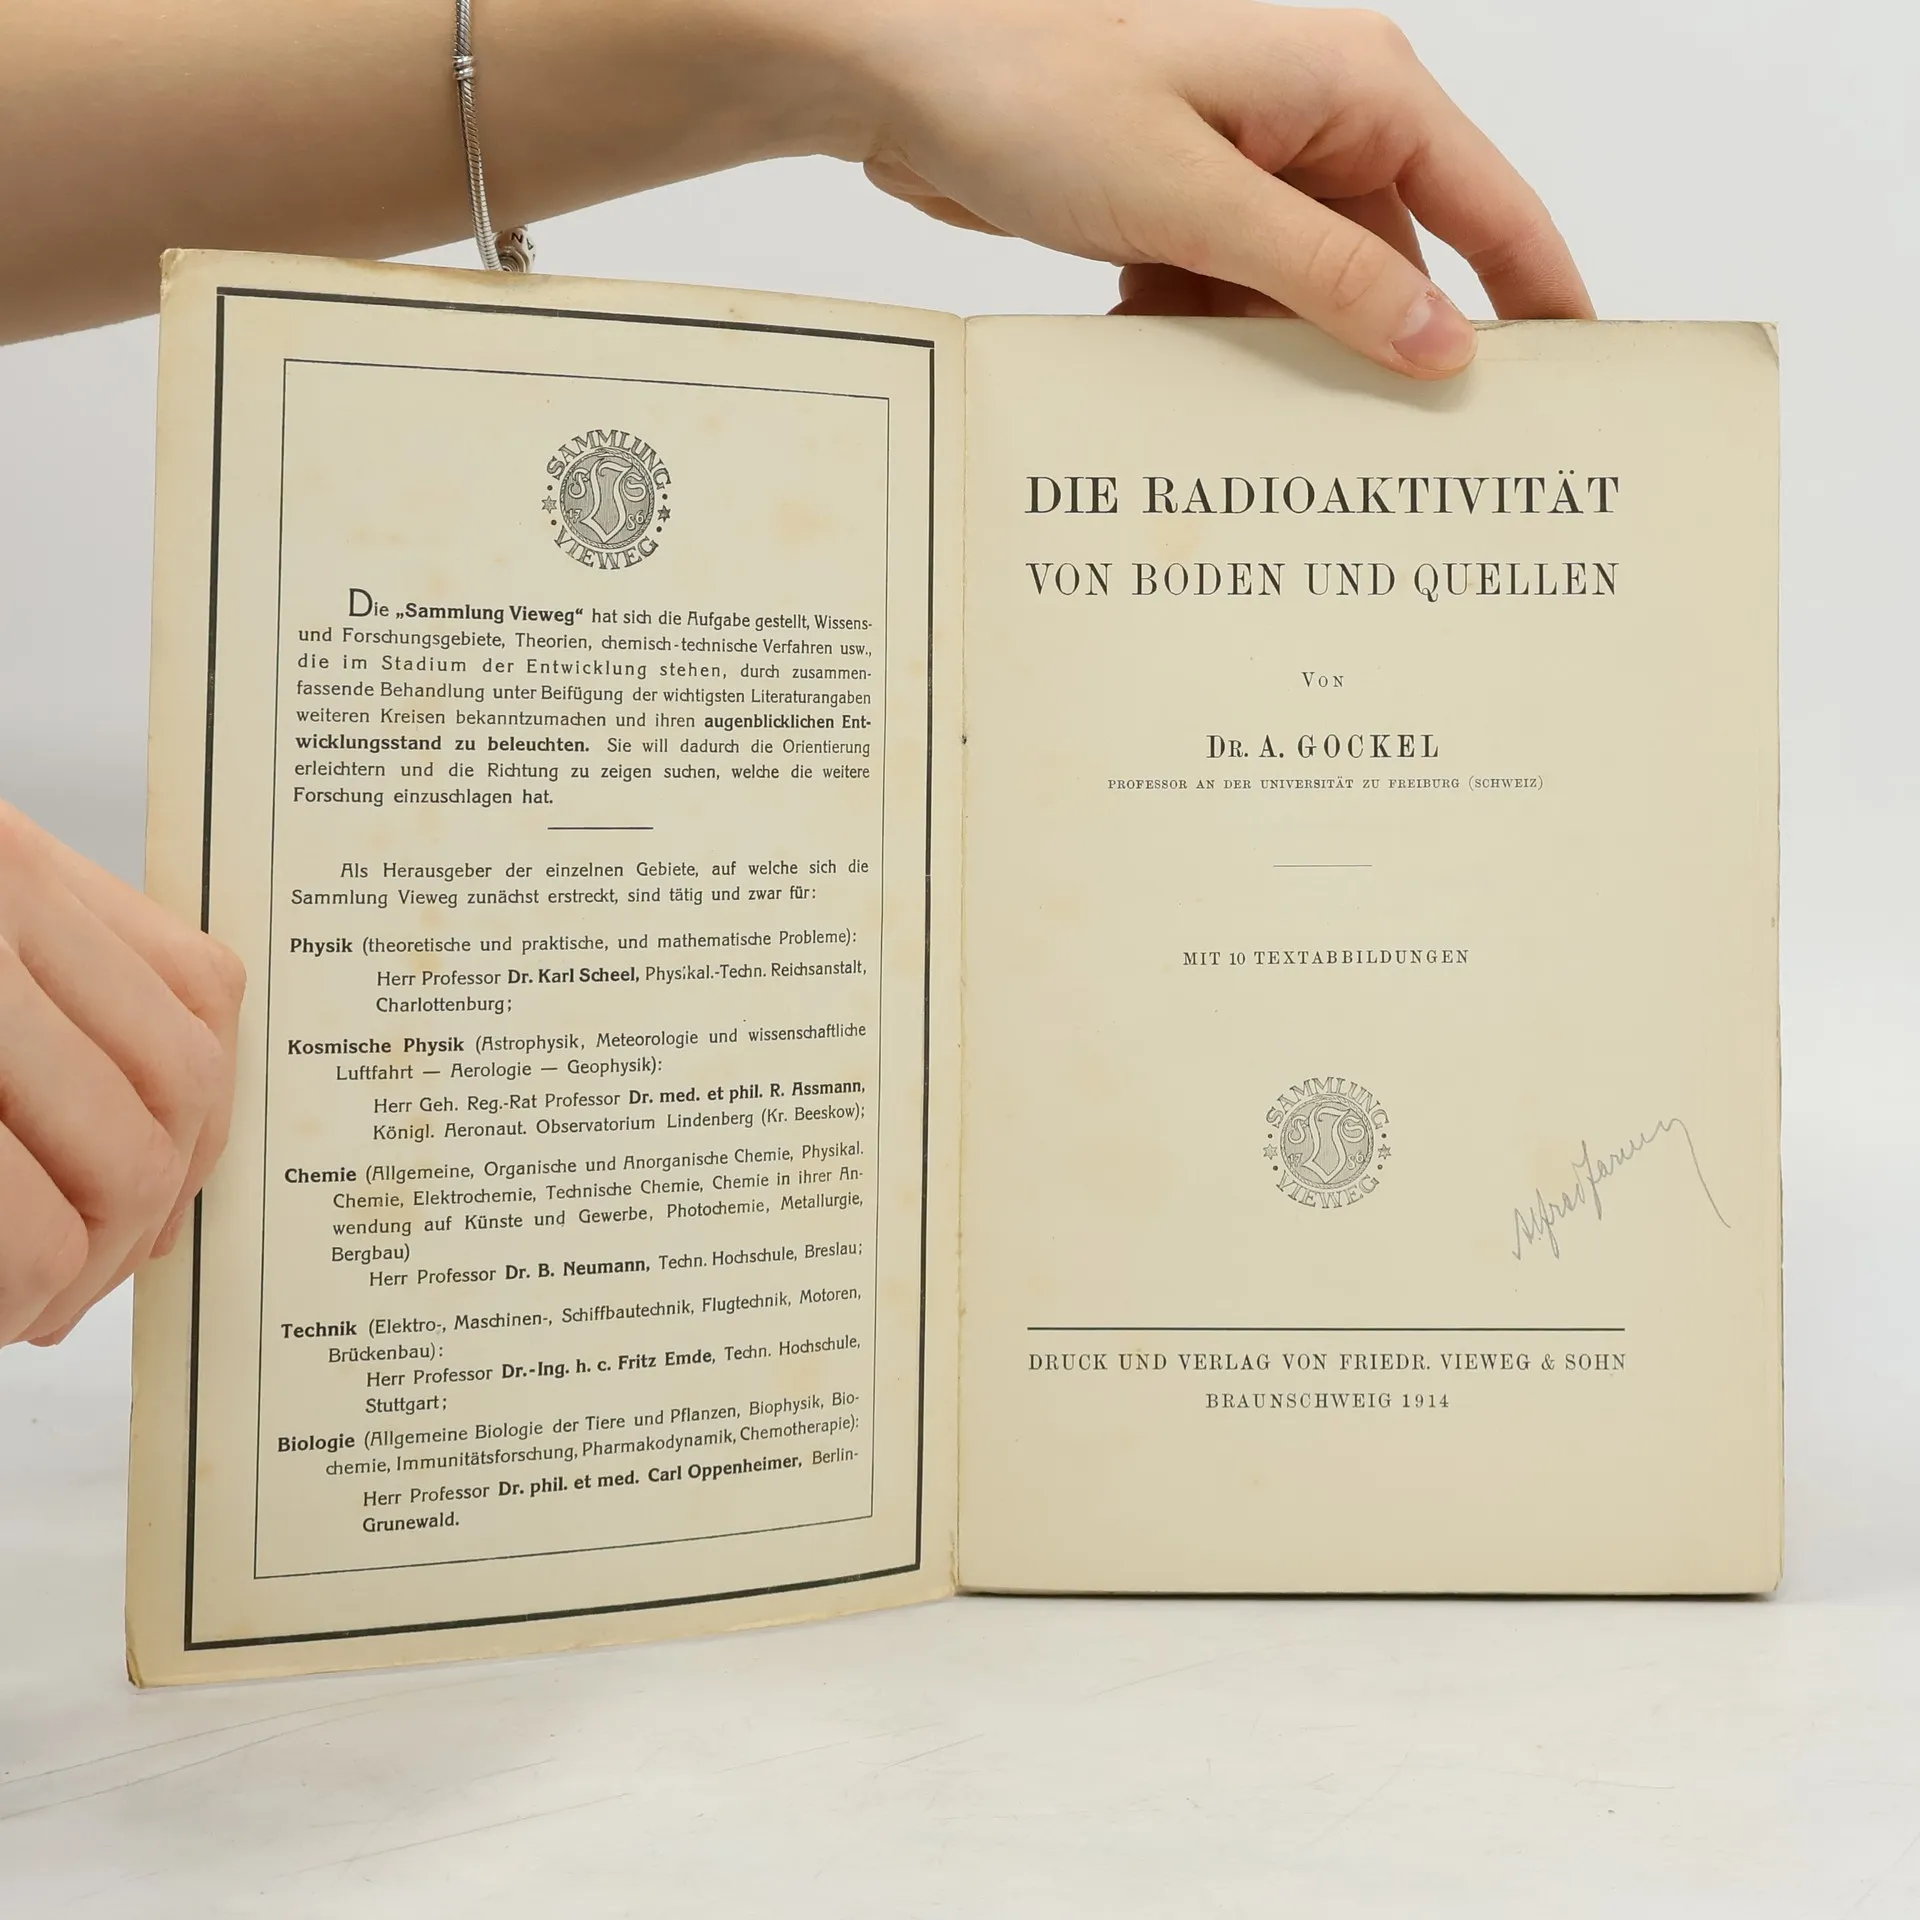 SAMMLUNG
VS
17 86
VIEWEG
Die „Sammlung Vieweg“ hat sich die Aufgabe gestellt, Wissens-
und Forschungsgebiete, Theorien, chemisch-technische Verfahren usw.,
die im Stadium der Entwicklung stehen, durch zusammen-
fassende Behandlung unter Beifügung der wichtigsten Literaturangaben
weiteren Kreisen bekanntzumachen und ihren augenblicklichen Ent-
wicklungsstand zu beleuchten. Sie will dadurch die Orientierung
erleichtern und die Richtung zu zeigen suchen, welche die weitere
Forschung einzuschlagen hat.
Als Herausgeber der einzelnen Gebiete, auf welche sich die
Sammlung Vieweg zunächst erstreckt, sind tätig und zwar für:
Physik (theoretische und praktische, und mathematische Probleme):
Herr Professor Dr. Karl Scheel, Physikal.-Techn. Reichsanstalt,
Charlottenburg;
Kosmische Physik (Astrophysik, Meteorologie und wissenschaftliche
Luftfahrt — Aerologie — Geophysik):
Herr Geh. Reg.-Rat Professor Dr. med. et phil. R. Assmann,
Königl. Aeronaut. Observatorium Lindenberg (Kr. Beeskow);
Chemie (Allgemeine, Organische und Anorganische Chemie, Physikal.
Chemie, Elektrochemie, Technische Chemie, Chemie in ihrer An-
wendung auf Künste und Gewerbe, Photochemie, Metallurgie,
Bergbau)
Herr Professor Dr. B. Neumann, Techn. Hochschule, Breslau;
Technik (Elektro-, Maschinen-, Schiffbautechnik, Flugtechnik, Motoren,
Brückenbau):
Herr Professor Dr.-Ing. h. c. Fritz Emde, Techn. Hochschule,
Stuttgart;
Biologie (Allgemeine Biologie der Tiere und Pflanzen, Biophysik, Bio-
chemie, Immunitätsforschung, Pharmakodynamik, Chemotherapie):
Herr Professor Dr. phil. et med. Carl Oppenheimer, Berlin-
Grunewald.
DIE RADIOAKTIVITÄT
VON BODEN UND QUELLEN
VON
DR. A. GOCKEL
PROFESSOR AN DER UNIVERSITÄT ZU FREIBURG (SCHWEIZ)
MIT 10 TEXTABBILDUNGEN
SAMMLUNG
VS
17 86
VIEWEG
Alfred
DRUCK UND VERLAG VON FRIEDR. VIEWEG & SOHN
BRAUNSCHWEIG 1914